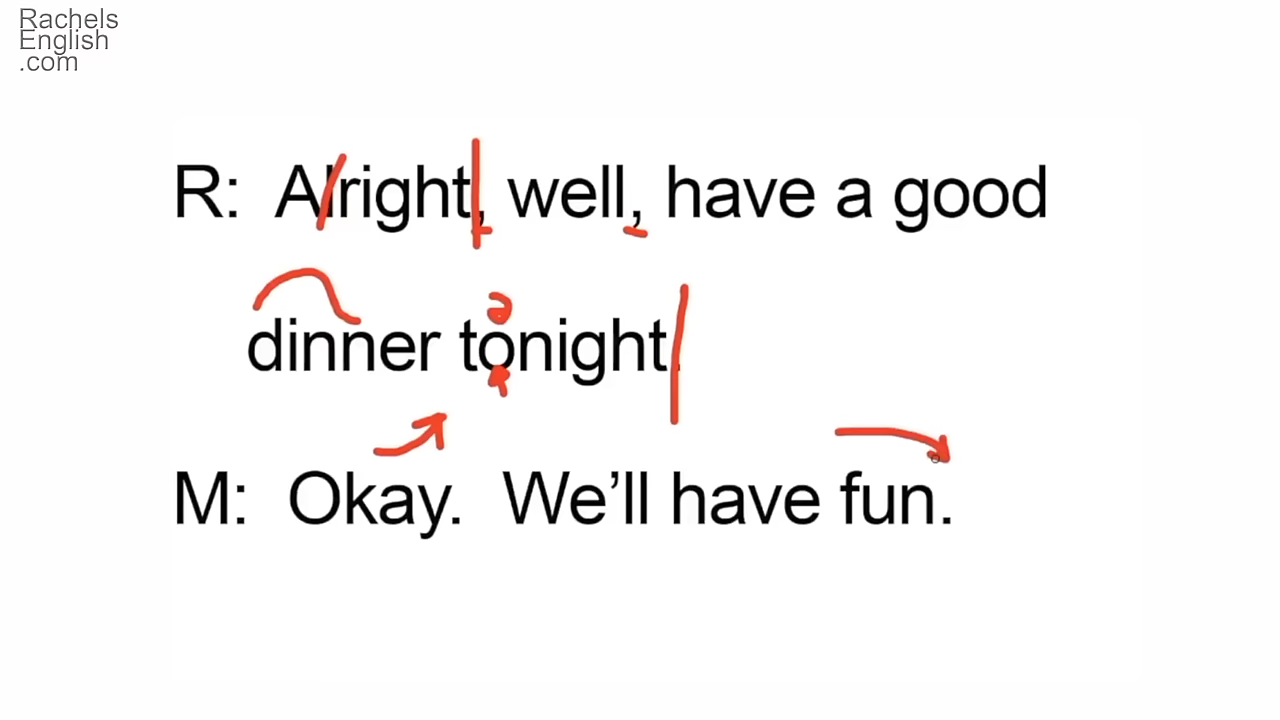 Rachels
English
.com
R: Alright, well, have a good
dinner tonight.
ə
M: Okay. We'll have fun.